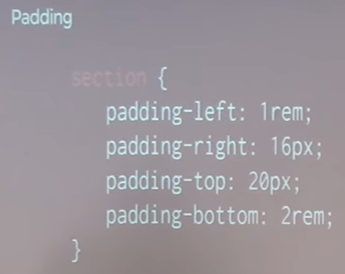 Padding
section {
padding-left: 1rem;
padding-right: 16px;
padding-top: 20px;
padding-bottom: 2rem;
}